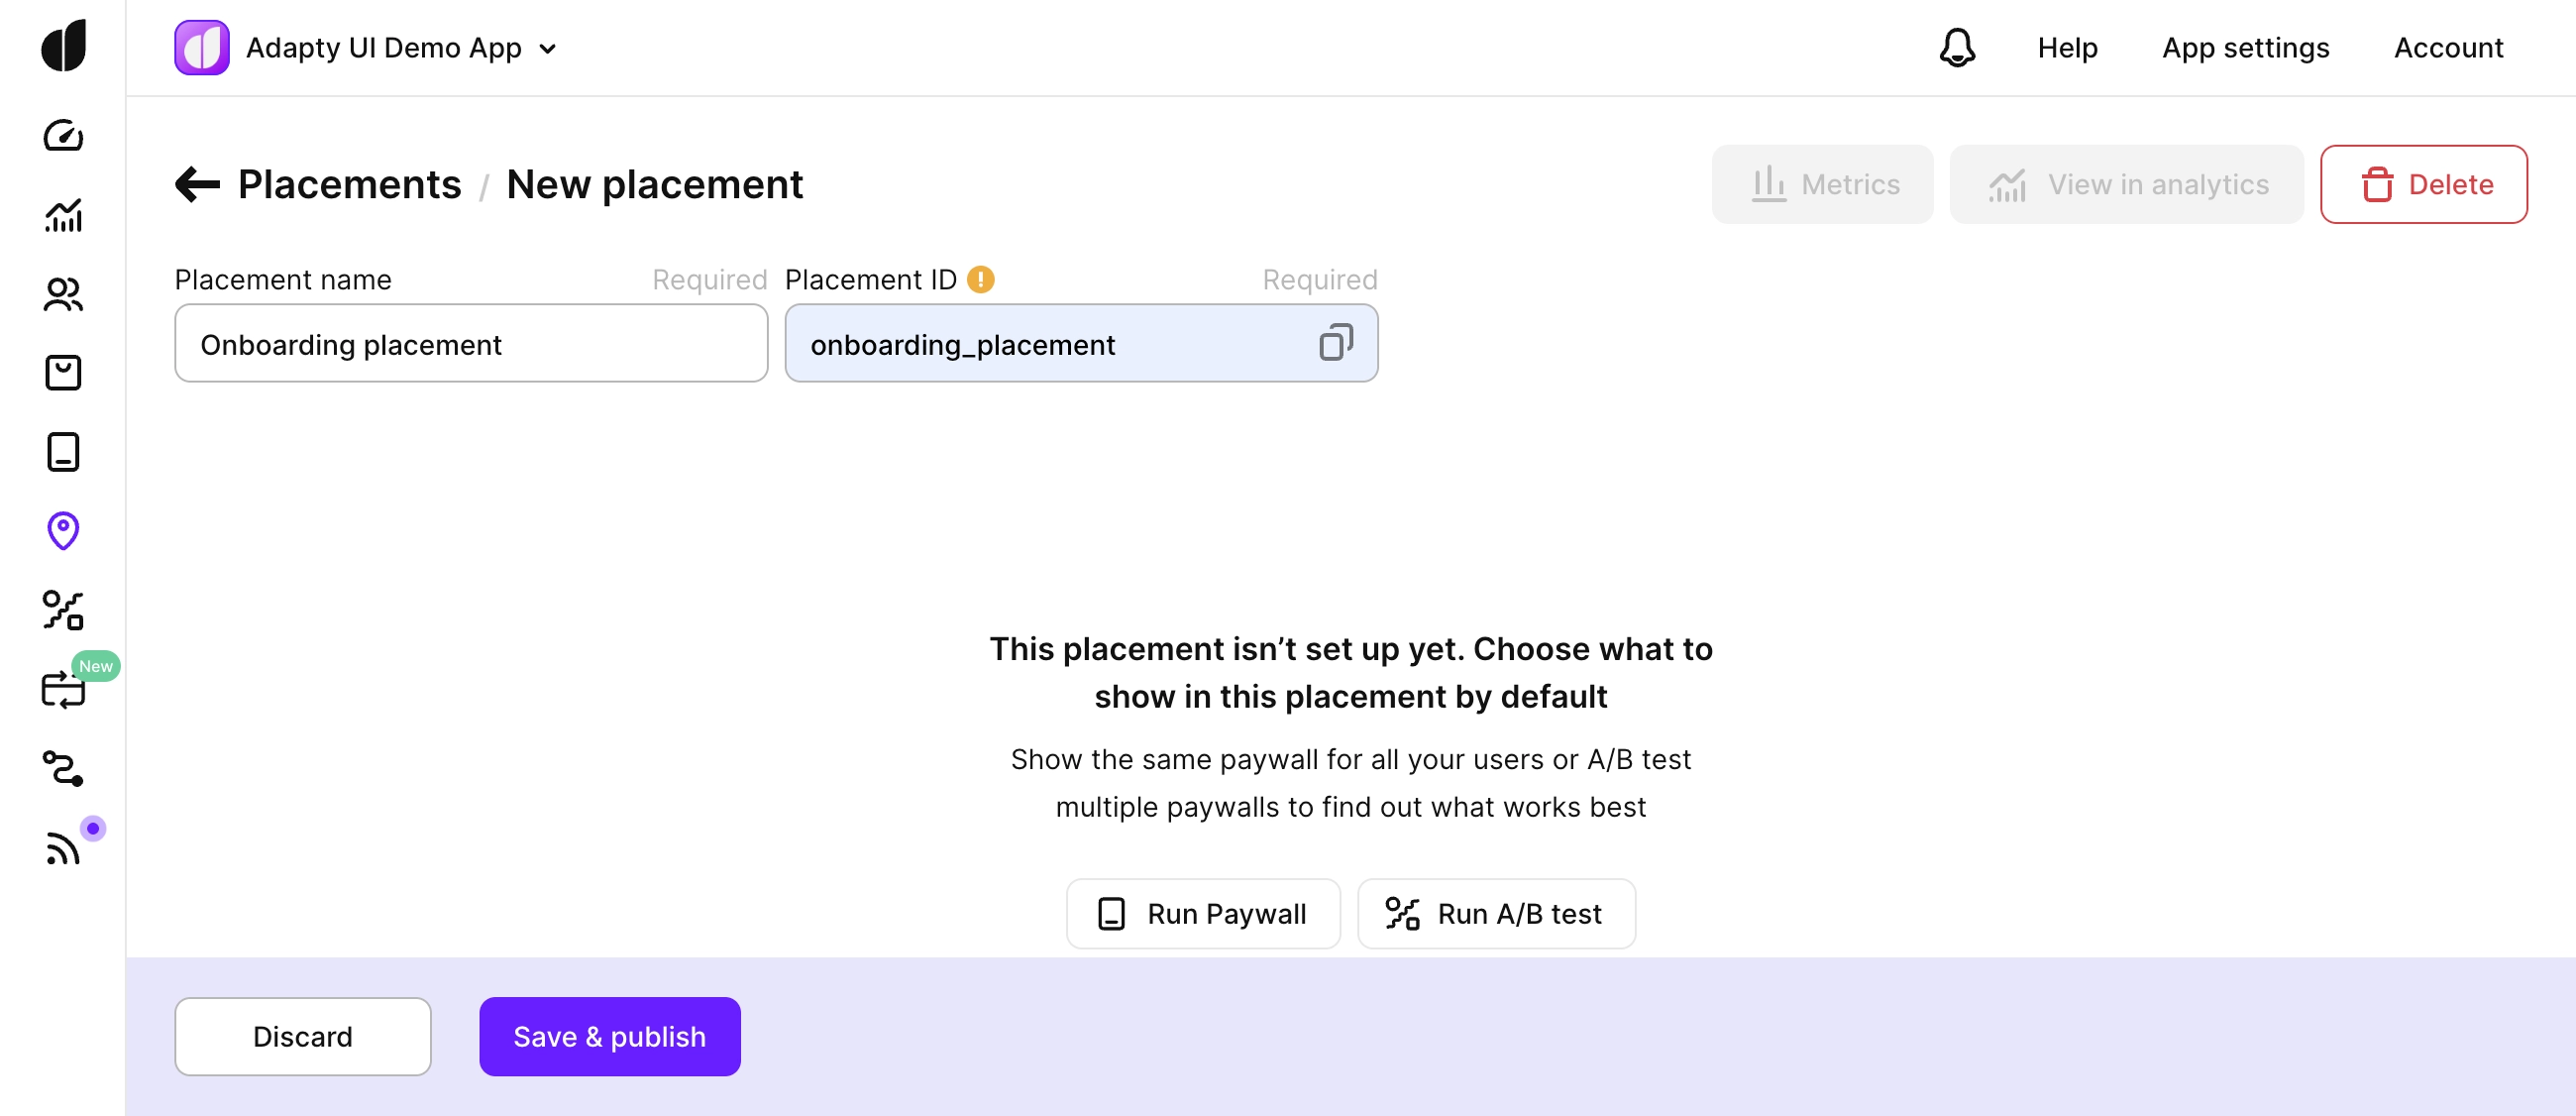 Adapty UI Demo App
Help
App settings
Account
Placements / New placement
Metrics
View in analytics
Delete
Placement name
Required
Placement ID
Required
Onboarding placement
onboarding_placement
This placement isn’t set up yet. Choose what to
show in this placement by default
Show the same paywall for all your users or A/B test
multiple paywalls to find out what works best
New
Run Paywall
Run A/B test
Discard
Save & publish